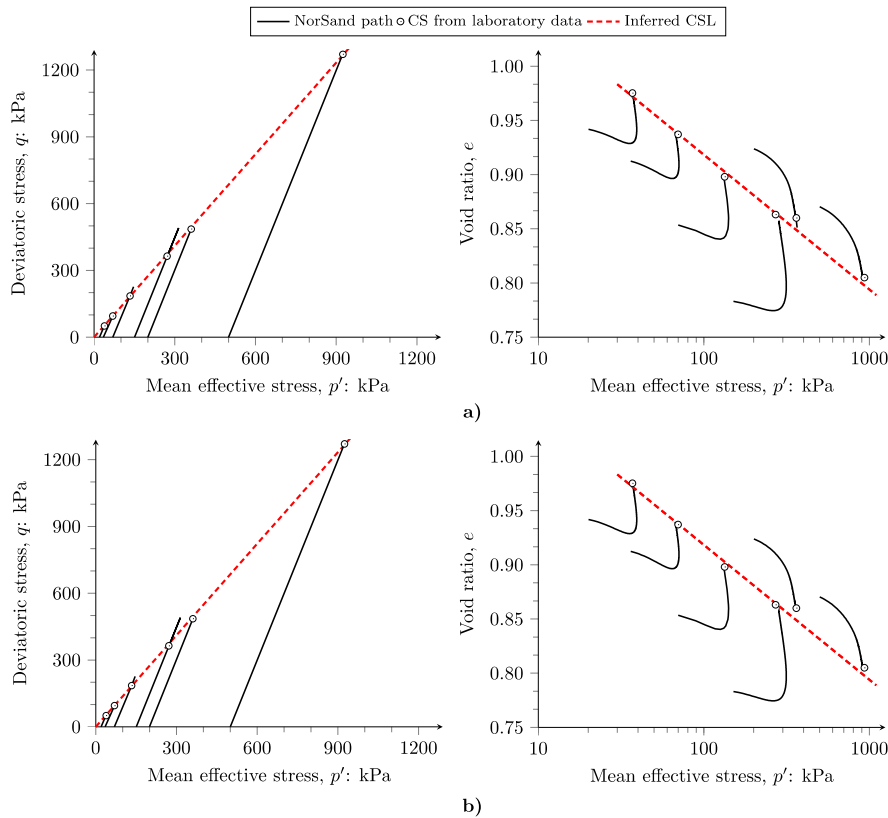 NorSand path CS from laboratory data Inferred CSL
1200
900
600
300
0
0 300 600 900 1200
Deviatoric stress, q: kPa
Mean effective stress, p′: kPa
1.00
0.95
0.90
0.85
0.80
0.75
10 100 1000
Void ratio, e
Mean effective stress, p′: kPa
a)
1200
900
600
300
0
0 300 600 900 1200
Deviatoric stress, q: kPa
Mean effective stress, p′: kPa
1.00
0.95
0.90
0.85
0.80
0.75
10 100 1000
Void ratio, e
Mean effective stress, p′: kPa
b)